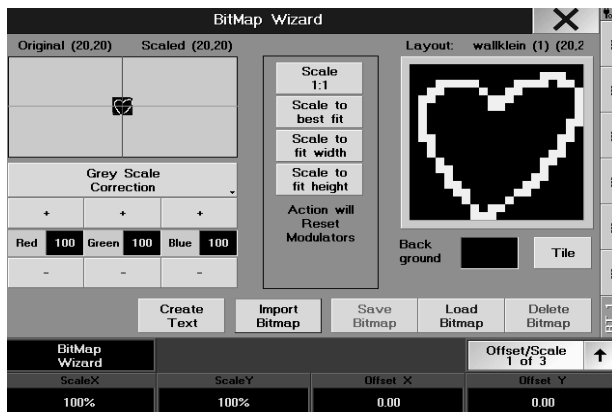 BitMap Wizard
Original (20,20) Scaled (20,20) Layout: wallklein (1) (20,2
Scale
1:1
Scale to
best fit
Scale to
fit width
Scale to
fit height
Action will
Reset
Modulators
Grey Scale
Correction
+ + +
Red 100 Green 100 Blue 100
- - -
Back
ground
Tile
Create
Text
Import
Bitmap
Save
Bitmap
Load
Bitmap
Delete
Bitmap
BitMap
Wizard
Offset/Scale
1 of 3
ScaleX ScaleY Offset X Offset Y
100% 100% 0.00 0.00